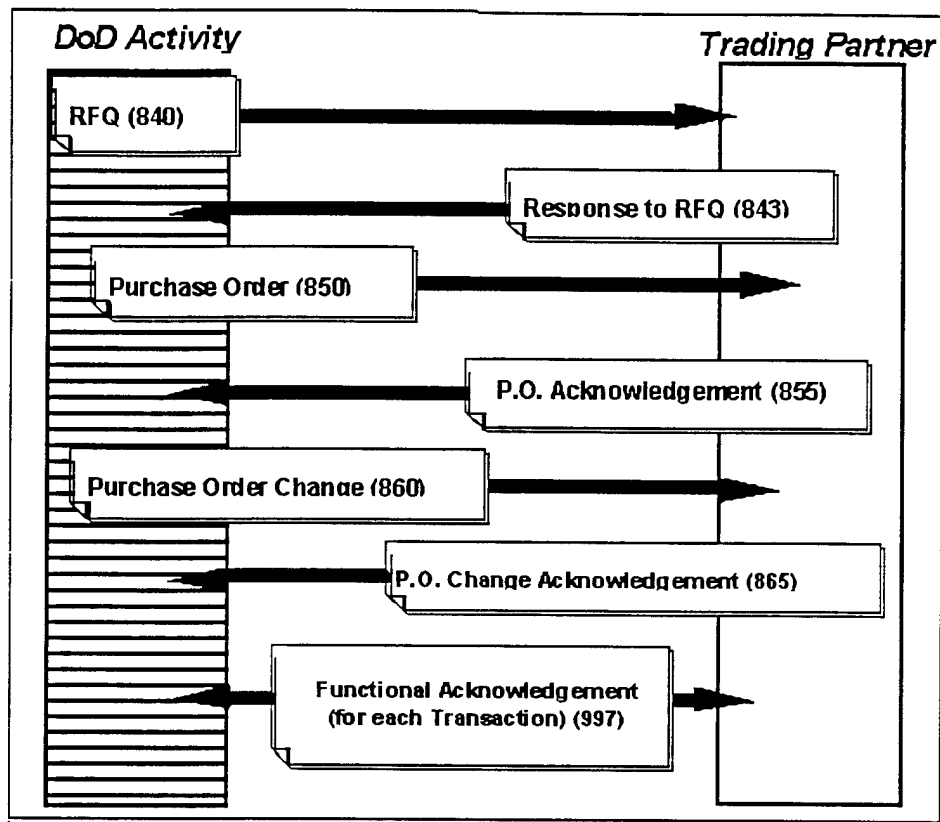 DoD Activity
Trading Partner
RFQ (840)
Response to RFQ (843)
Purchase Order (850)
P.O. Acknowledgement (855)
Purchase Order Change (860)
P.O. Change Acknowledgement (865)
Functional Acknowledgement
(for each Transaction) (997)